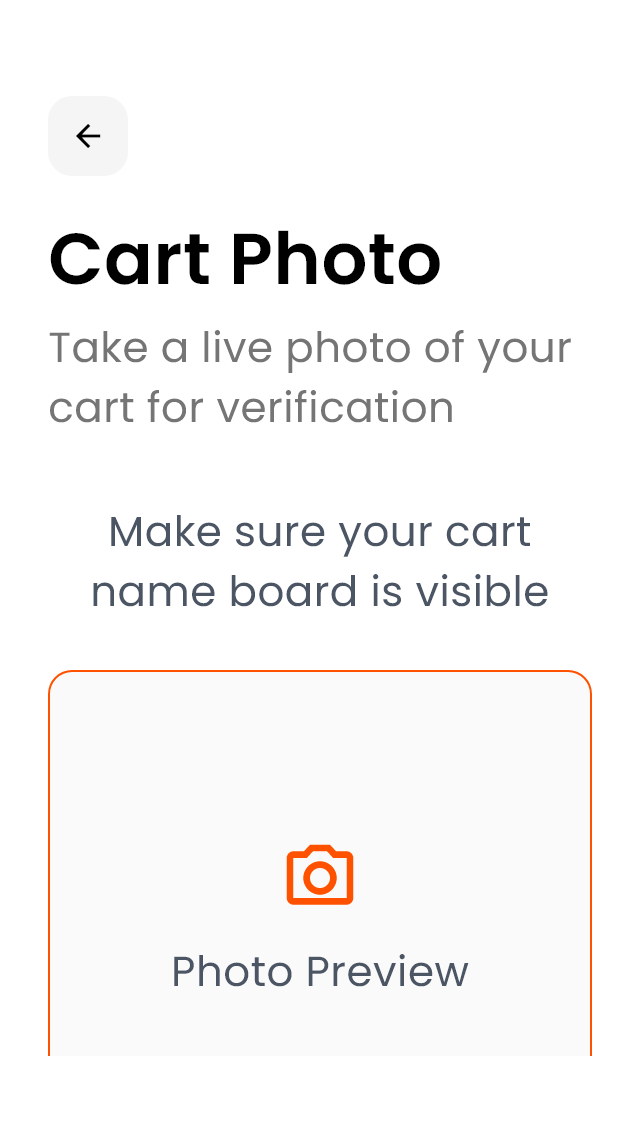 Cart Photo
Take a live photo of your
cart for verification
Make sure your cart
name board is visible
Photo Preview